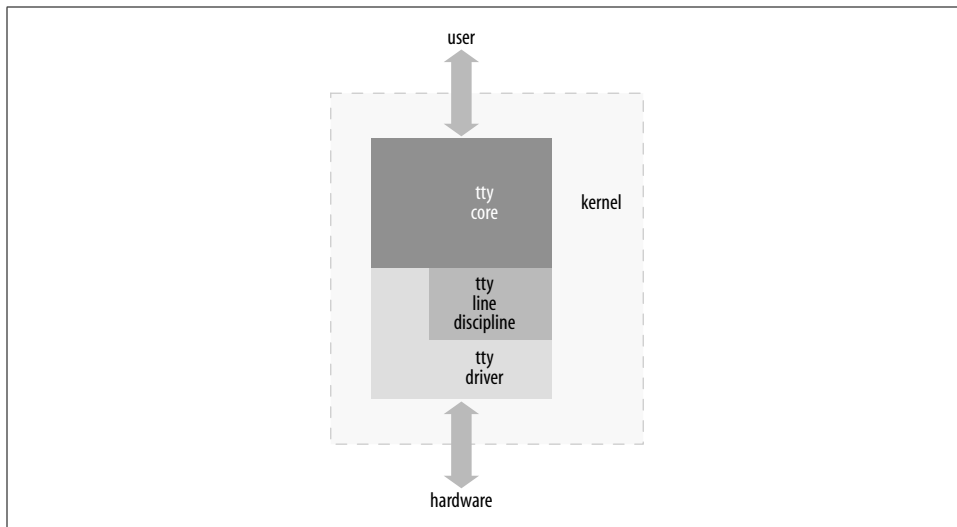 user
tty
core
kernel
tty
line
discipline
tty
driver
hardware